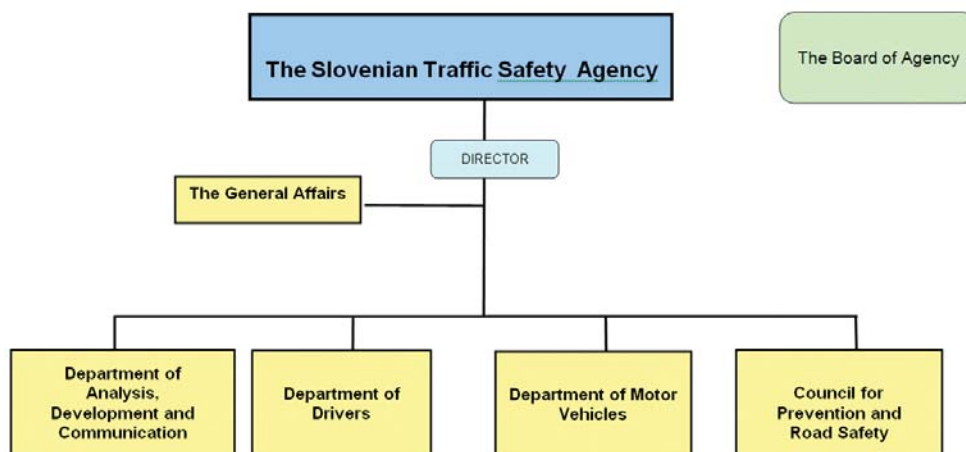 The Slovenian Traffic Safety Agency
The Board of Agency
DIRECTOR
The General Affairs
Department of
Analysis,
Development and
Communication
Department of
Drivers
Department of Motor
Vehicles
Council for
Prevention and
Road Safety